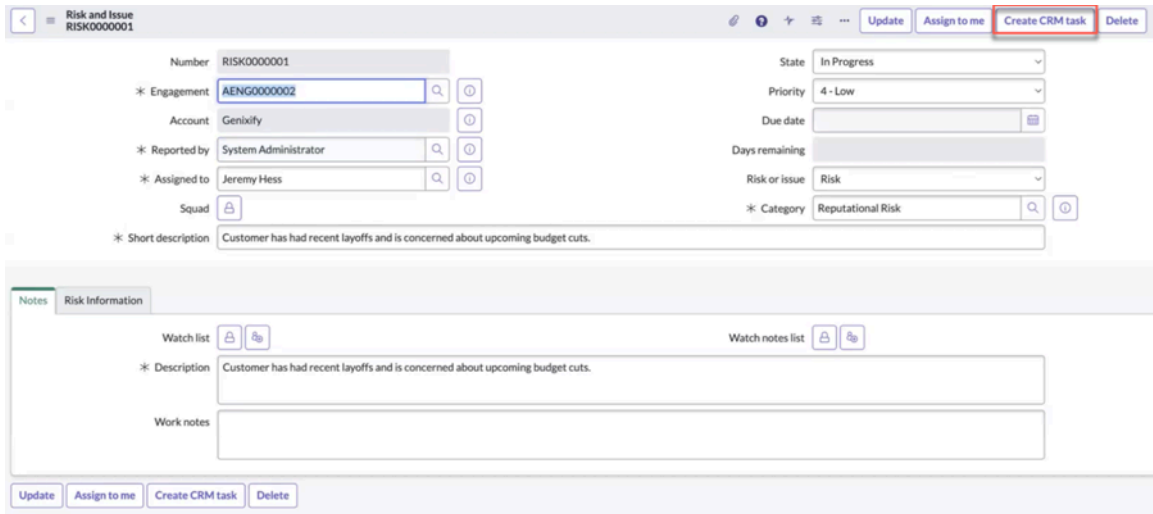 Risk and Issue
RISK0000001
Update
Assign to me
Create CRM task
Delete
Number RISK0000001
✳ Engagement AENG0000002
Account Genixify
✳ Reported by System Administrator
✳ Assigned to Jeremy Hess
Squad
State In Progress
Priority 4 - Low
Due date
Days remaining
Risk or issue Risk
✳ Category Reputational Risk
✳ Short description Customer has had recent layoffs and is concerned about upcoming budget cuts.
Notes
Risk Information
Watch list
Watch notes list
✳ Description Customer has had recent layoffs and is concerned about upcoming budget cuts.
Work notes
Update
Assign to me
Create CRM task
Delete